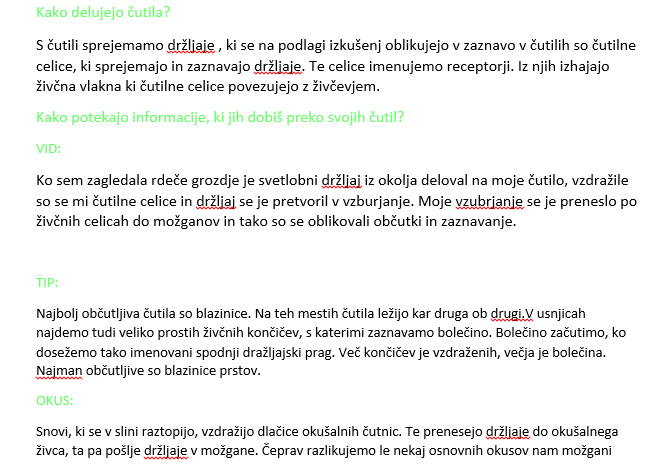 Kako delujejo čutila?
S čutili sprejemamo držljaje , ki se na podlagi izkušenj oblikujejo v zaznavo v čutilih so čutilne
celice, ki sprejemajo in zaznavajo držljaje. Te celice imenujemo receptorji. Iz njih izhajajo
živčna vlakna ki čutilne celice povezujejo z živčevjem.
Kako potekajo informacije, ki jih dobiš preko svojih čutil?
VID:
Ko sem zagledala rdeče grozdje je svetlobni držljaj iz okolja deloval na moje čutilo, vzdražile
so se mi čutilne celice in držljaj se je pretvoril v vzburjanje. Moje vzubrjanje se je preneslo po
živčnih celicah do možganov in tako so se oblikovali občutki in zaznavanje.
TIP:
Najbolj občutljiva čutila so blazinice. Na teh mestih čutila ležijo kar druga ob drugi.V usnjicah
najdemo tudi veliko prostih živčnih končičev, s katerimi zaznavamo bolečino. Bolečino začutimo, ko
dosežemo tako imenovani spodnji dražljajski prag. Več končičev je vzdraženih, večja je bolečina.
Najman občutljive so blazinice prstov.
OKUS:
Snovi, ki se v slini raztopijo, vzdražijo dlačice okušalnih čutnic. Te prenesejo držljaje do okušalnega
živca, ta pa pošlje držljaje v možgane. Čeprav razlikujemo le nekaj osnovnih okusov nam možgani